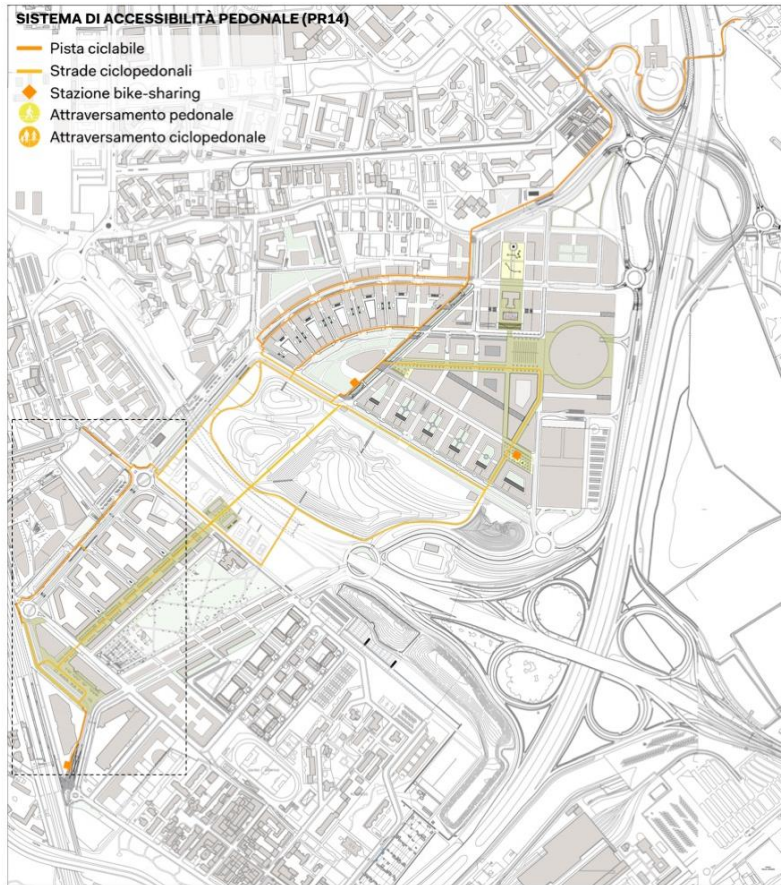 SISTEMA DI ACCESSIBILITÀ PEDONALE (PR14)
Pista ciclabile
Strade ciclopedonali
Stazione bike-sharing
Attraversamento pedonale
Attraversamento ciclopedonale